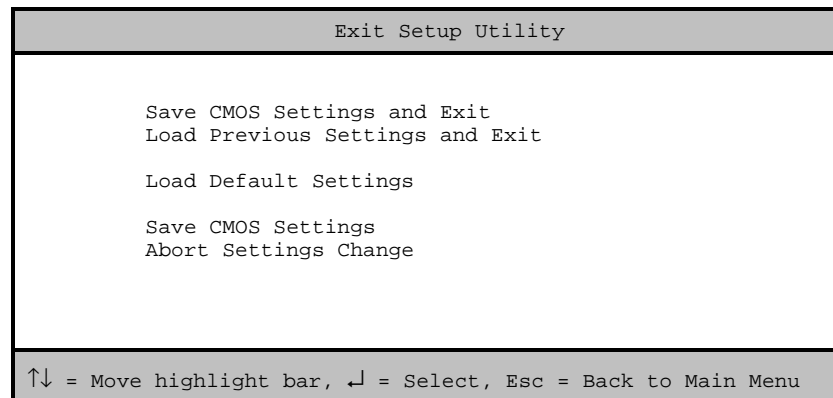 Exit Setup Utility
Save CMOS Settings and Exit
Load Previous Settings and Exit
Load Default Settings
Save CMOS Settings
Abort Settings Change
↑↓ = Move highlight bar, ↵ = Select, Esc = Back to Main Menu